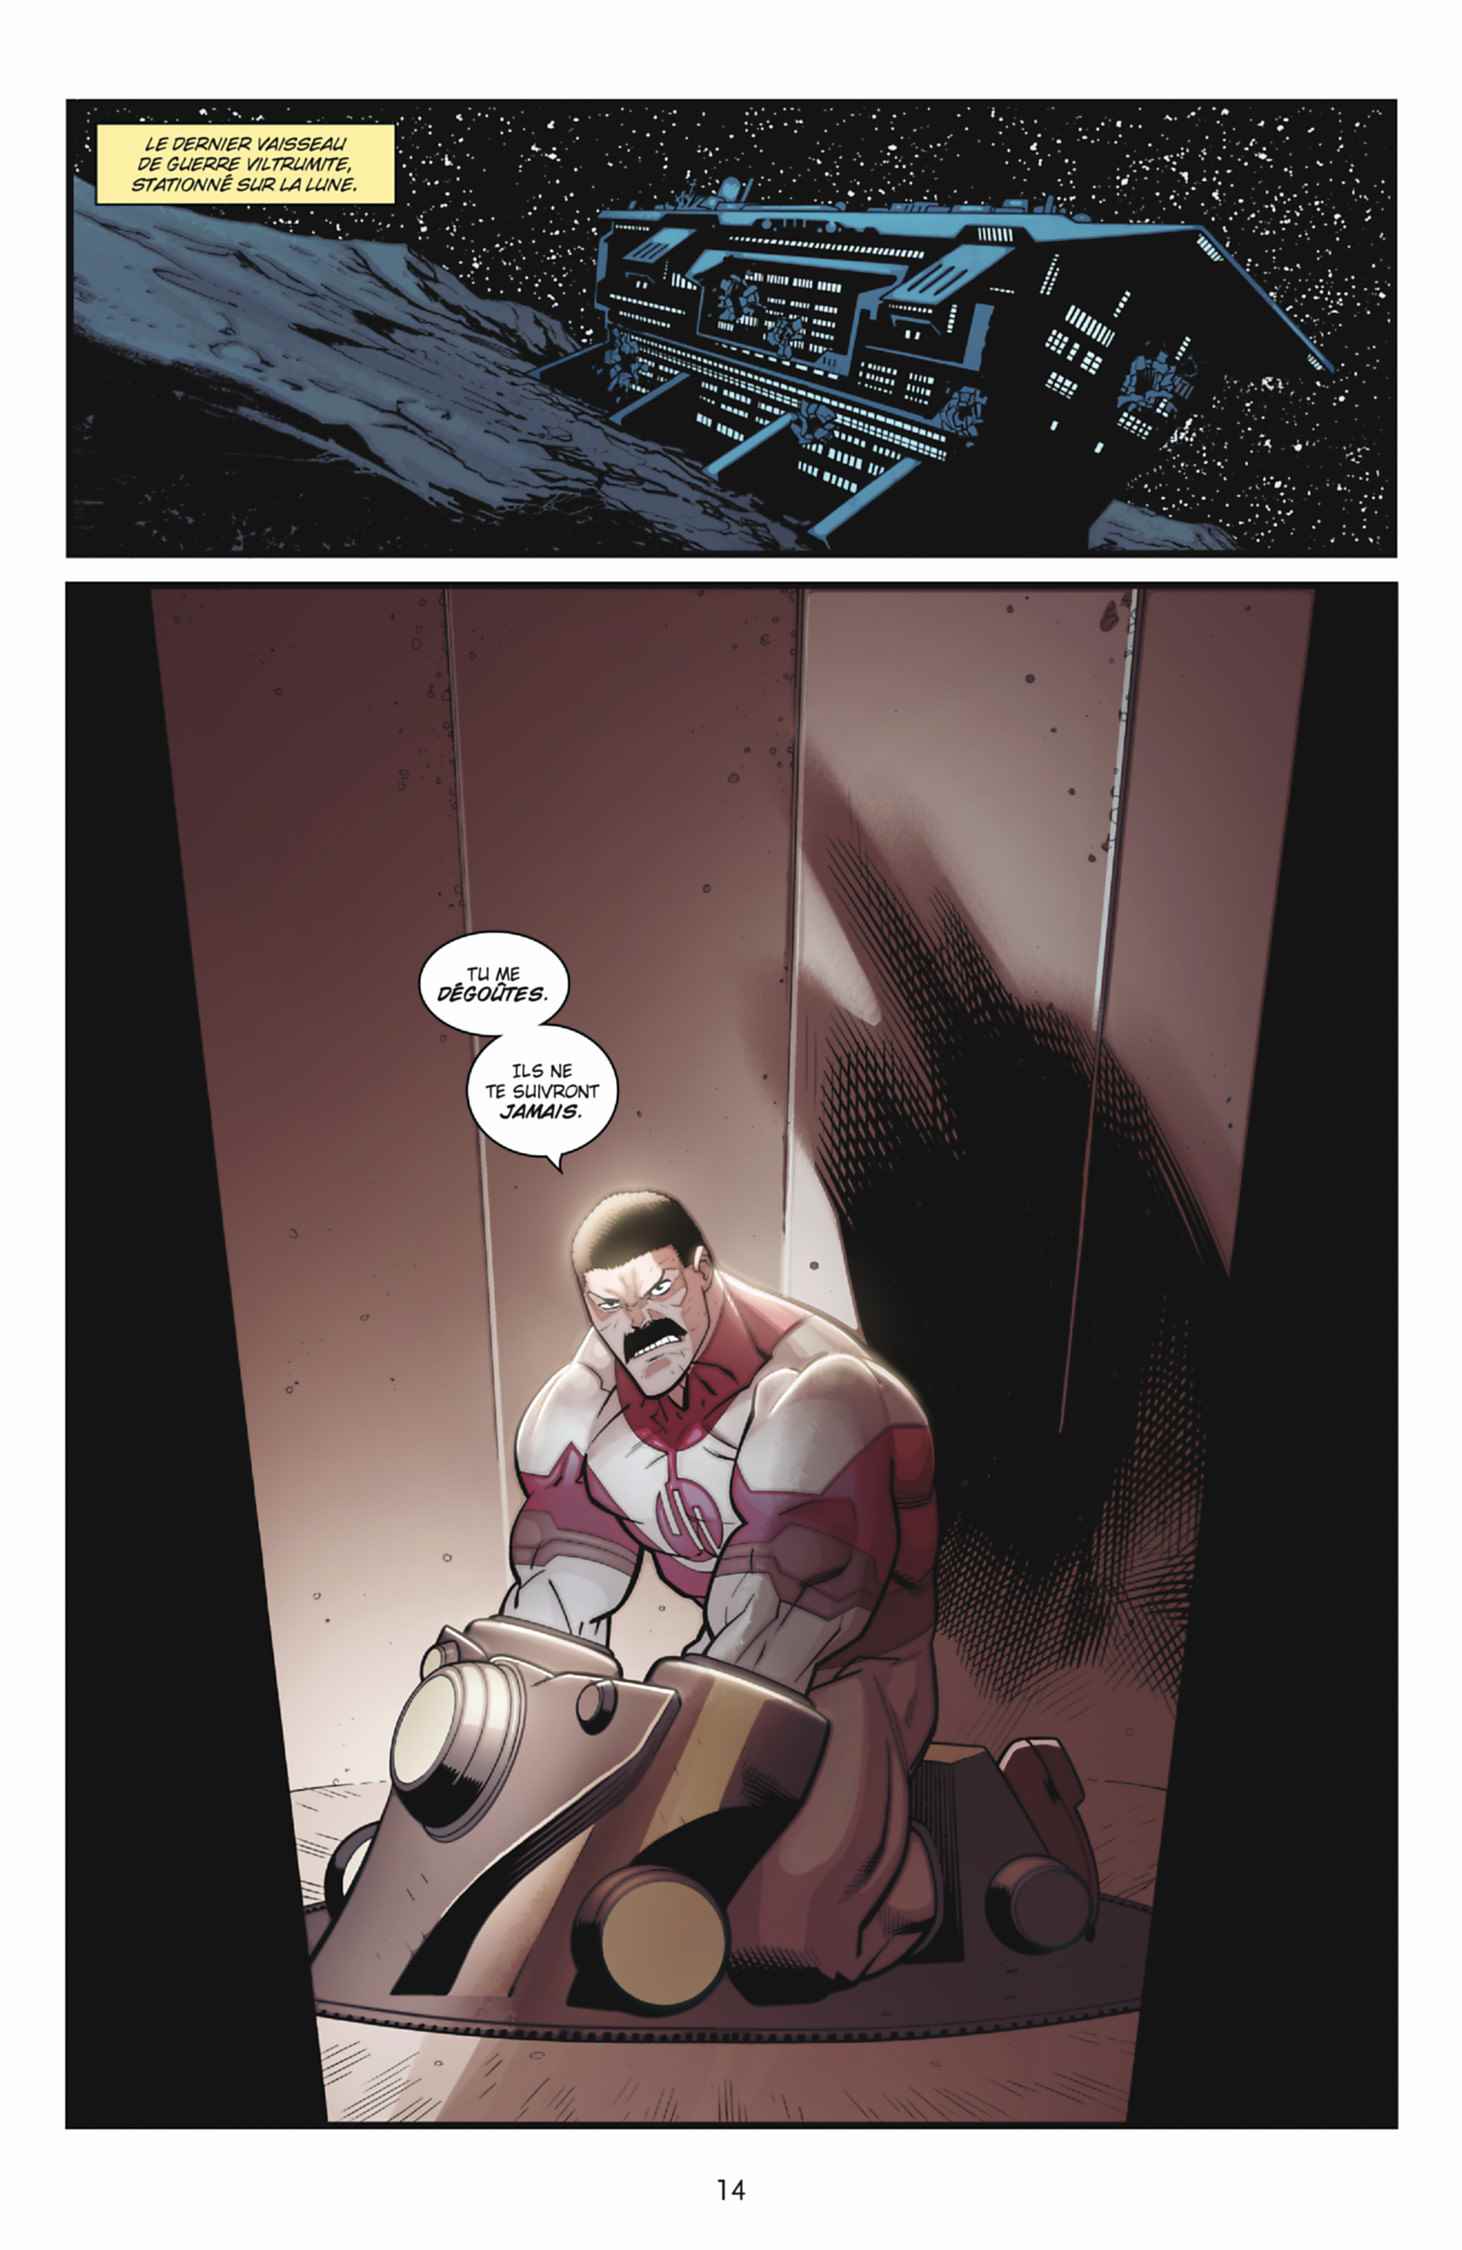 LE DERNIER VAISSEAU
DE GUERRE VILTRUMITE,
STATIONNÉ SUR LA LUNE.
TU ME
DÉGOÛTES.
ILS NE
TE SUIVRONT
JAMAIS.
14